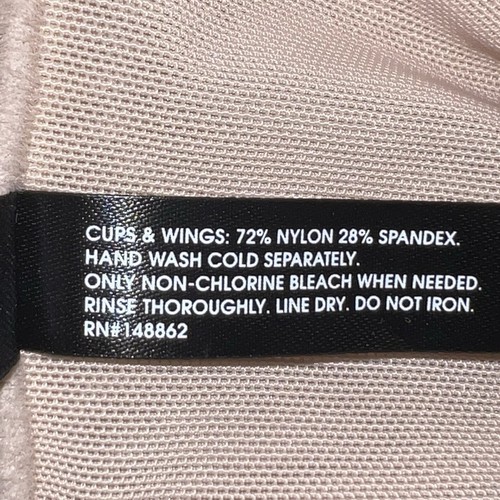 CUPS & WINGS: 72% NYLON 28% SPANDEX.
HAND WASH COLD SEPARATELY.
ONLY NON-CHLORINE BLEACH WHEN NEEDED.
RINSE THOROUGHLY. LINE DRY. DO NOT IRON.
RN#148862